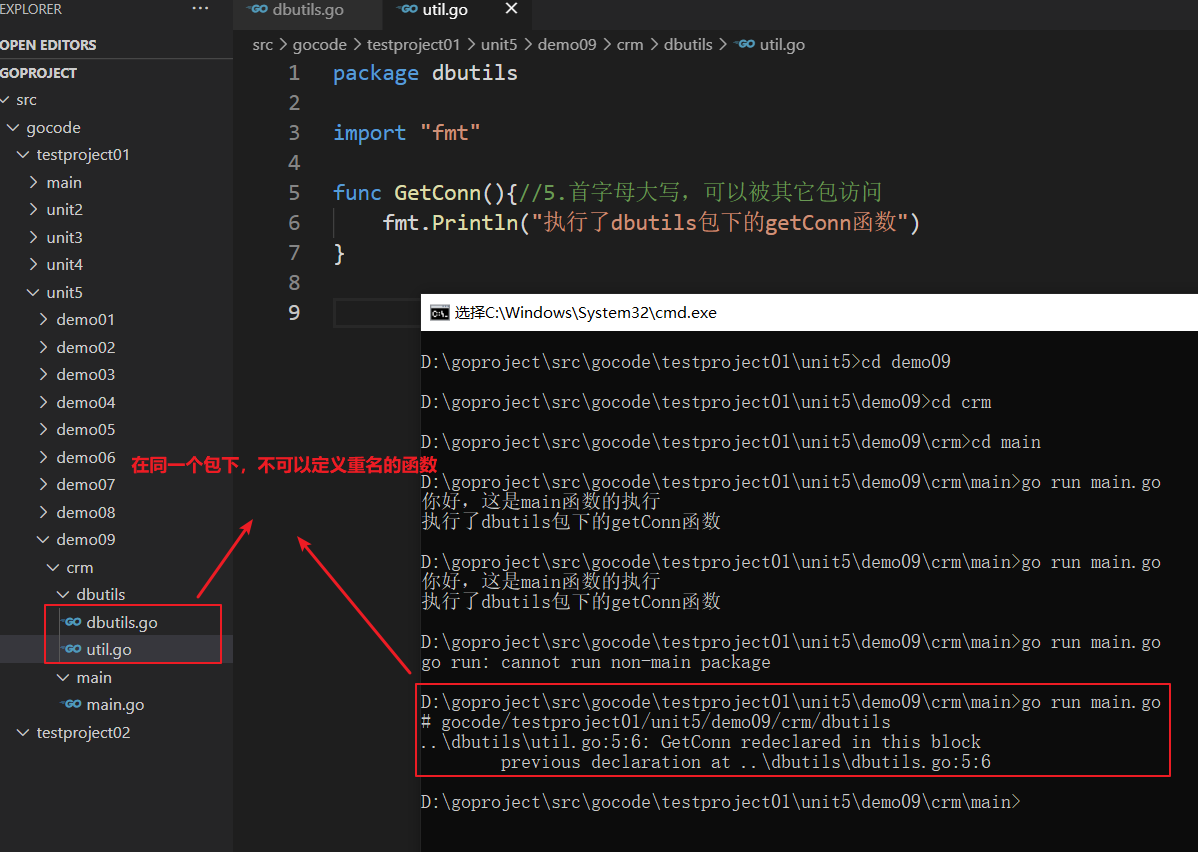 EXPLORER ···
dbutils.go util.go ×
OPEN EDITORS
src > gocode > testproject01 > unit5 > demo09 > crm > dbutils > util.go
GOPROJECT
src
gocode
testproject01
main
unit2
unit3
unit4
unit5
demo01
demo02
demo03
demo04
demo05
demo06
demo07
demo08
demo09
crm
dbutils
dbutils.go
util.go
main
main.go
testproject02
1 package dbutils
2
3 import "fmt"
4
5 func GetConn(){//5.首字母大写，可以被其它包访问
6 fmt.Println("执行了dbutils包下的getConn函数")
7 }
8
9
在同一个包下，不可以定义重名的函数
选择C:\Windows\System32\cmd.exe
D:\goproject\src\gocode\testproject01\unit5>cd demo09
D:\goproject\src\gocode\testproject01\unit5\demo09>cd crm
D:\goproject\src\gocode\testproject01\unit5\demo09\crm>cd main
D:\goproject\src\gocode\testproject01\unit5\demo09\crm\main>go run main.go
你好，这是main函数的执行
执行了dbutils包下的getConn函数
D:\goproject\src\gocode\testproject01\unit5\demo09\crm\main>go run main.go
你好，这是main函数的执行
执行了dbutils包下的getConn函数
D:\goproject\src\gocode\testproject01\unit5\demo09\crm\main>go run main.go
go run: cannot run non-main package
D:\goproject\src\gocode\testproject01\unit5\demo09\crm\main>go run main.go
# gocode/testproject01/unit5/demo09/crm/dbutils
..\dbutils\util.go:5:6: GetConn redeclared in this block
previous declaration at ..\dbutils\dbutils.go:5:6
D:\goproject\src\gocode\testproject01\unit5\demo09\crm\main>